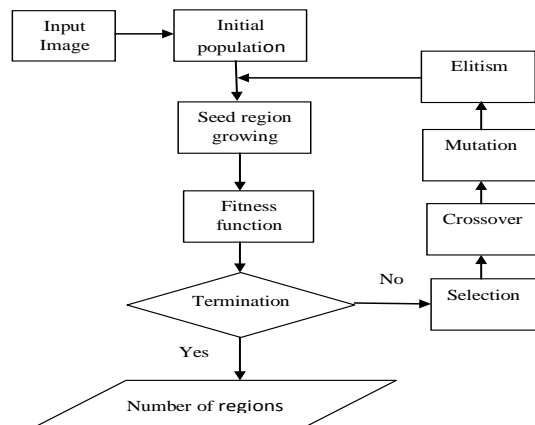 Input
Image
Initial
population
Elitism
Seed region
growing
Mutation
Fitness
function
Crossover
Termination
No
Selection
Yes
Number of regions